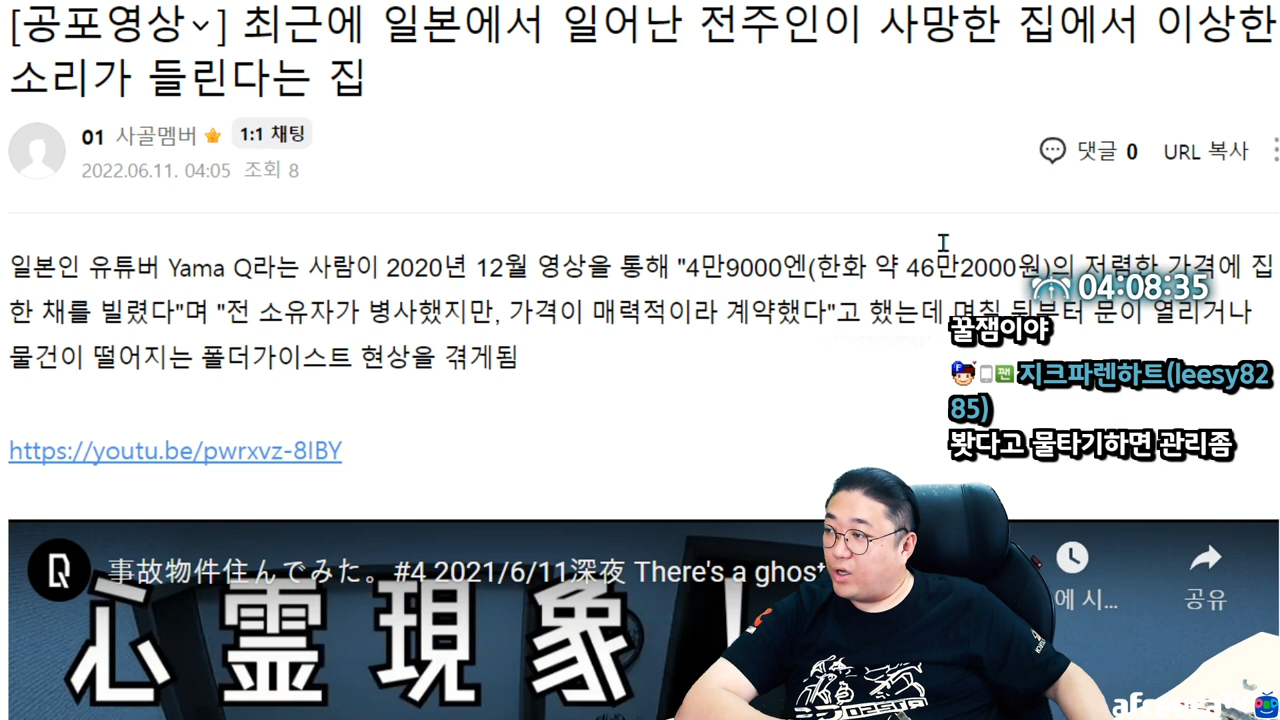 [공포영상] 최근에 일본에서 일어난 전주인이 사망한 집에서 이상한
소리가 들린다는 집
01 사골멤버 1:1 채팅
2022.06.11. 04:05 조회 8
댓글 0 URL 복사
일본인 유튜버 Yama Q라는 사람이 2020년 12월 영상을 통해 "4만9000엔(한화 약 46만2000원)의 저렴한 가격에 집
한 채를 빌렸다"며 "전 소유자가 병사했지만, 가격이 매력적이라 계약했다"고 했는데 며칠 뒤부터 문이 열리거나
물건이 떨어지는 폴더가이스트 현상을 겪게됨
04:08:35
꿀잼이야
지크파렌하트(leesy82
85)
봣다고 물타기하면 관리좀
https://youtu.be/pwrxvz-8IBY
事故物件住んでみた。#4 2021/6/11深夜 There's a ghost
에 시...
공유
心霊現象！